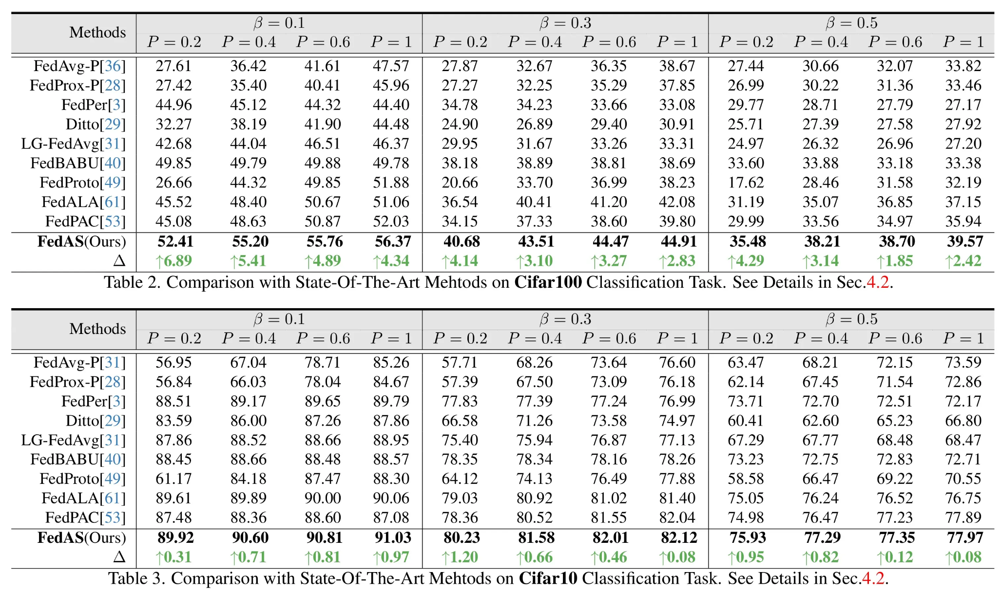 Methods β = 0.1 β = 0.3 β = 0.5
P = 0.2 P = 0.4 P = 0.6 P = 1 P = 0.2 P = 0.4 P = 0.6 P = 1 P = 0.2 P = 0.4 P = 0.6 P = 1
FedAvg-P[36] 27.61 36.42 41.61 47.57 27.87 32.67 36.35 38.67 27.44 30.66 32.07 33.82
FedProx-P[28] 27.42 35.40 40.41 45.96 27.27 32.25 35.29 37.85 26.99 30.22 31.36 33.46
FedPer[3] 44.96 45.12 44.32 44.40 34.78 34.23 33.66 33.08 29.77 28.71 27.79 27.17
Ditto[29] 32.27 38.19 41.90 44.48 24.90 26.89 29.40 30.91 25.71 27.39 27.58 27.92
LG-FedAvg[31] 42.68 44.04 46.51 46.37 29.95 31.67 33.26 33.31 24.97 26.32 26.96 27.20
FedBABU[40] 49.85 49.79 49.88 49.78 38.18 38.89 38.81 38.69 33.60 33.88 33.18 33.38
FedProto[49] 26.66 44.32 49.85 51.88 20.66 33.70 36.99 38.23 17.62 28.46 31.58 32.19
FedALA[61] 45.52 48.40 50.67 51.06 36.54 40.41 41.20 42.08 31.19 35.07 36.85 37.15
FedPAC[53] 45.08 48.63 50.87 52.03 34.15 37.33 38.60 39.80 29.99 33.56 34.97 35.94
FedAS(Ours) 52.41 55.20 55.76 56.37 40.68 43.51 44.47 44.91 35.48 38.21 38.70 39.57
Δ ↑6.89 ↑5.41 ↑4.89 ↑4.34 ↑4.14 ↑3.10 ↑3.27 ↑2.83 ↑4.29 ↑3.14 ↑1.85 ↑2.42
Table 2. Comparison with State-Of-The-Art Mehtods on Cifar100 Classification Task. See Details in Sec.4.2.
Methods β = 0.1 β = 0.3 β = 0.5
P = 0.2 P = 0.4 P = 0.6 P = 1 P = 0.2 P = 0.4 P = 0.6 P = 1 P = 0.2 P = 0.4 P = 0.6 P = 1
FedAvg-P[31] 56.95 67.04 78.71 85.26 57.71 68.26 73.64 76.60 63.47 68.21 72.15 73.59
FedProx-P[28] 56.84 66.03 78.04 84.67 57.39 67.50 73.09 76.18 62.14 67.45 71.54 72.86
FedPer[3] 88.51 89.17 89.65 89.79 77.83 77.39 77.24 76.99 73.71 72.70 72.51 72.17
Ditto[29] 83.59 86.00 87.26 87.86 66.58 71.26 73.58 74.97 60.41 62.60 65.23 66.80
LG-FedAvg[31] 87.86 88.52 88.66 88.95 75.40 75.94 76.87 77.13 67.29 67.77 68.48 68.47
FedBABU[40] 88.45 88.66 88.48 88.57 78.35 78.34 78.16 78.26 73.23 72.75 72.83 72.71
FedProto[49] 61.17 84.18 87.47 88.30 64.12 74.13 76.49 77.88 58.58 66.47 69.22 70.55
FedALA[61] 89.61 89.89 90.00 90.06 79.03 80.92 81.02 81.40 75.05 76.24 76.52 76.75
FedPAC[53] 87.48 88.36 88.60 87.08 78.36 80.52 81.55 82.04 74.98 76.47 77.23 77.89
FedAS(Ours) 89.92 90.60 90.81 91.03 80.23 81.58 82.01 82.12 75.93 77.29 77.35 77.97
Δ ↑0.31 ↑0.71 ↑0.81 ↑0.97 ↑1.20 ↑0.66 ↑0.46 ↑0.08 ↑0.95 ↑0.82 ↑0.12 ↑0.08
Table 3. Comparison with State-Of-The-Art Mehtods on Cifar10 Classification Task. See Details in Sec.4.2.